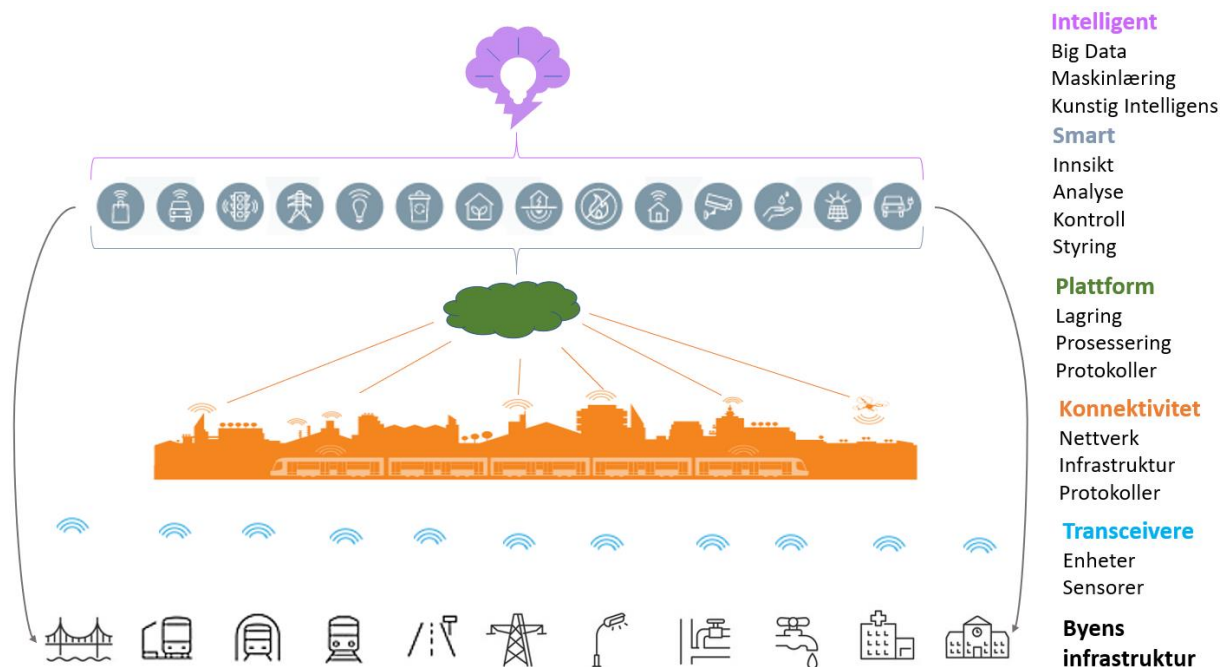 Intelligent
Big Data
Maskinlæring
Kunstig Intelligens
Smart
Innsikt
Analyse
Kontroll
Styring
Plattform
Lagring
Prosessering
Protokoller
Konnektivitet
Nettverk
Infrastruktur
Protokoller
Transceivere
Enheter
Sensorer
Byens
infrastruktur